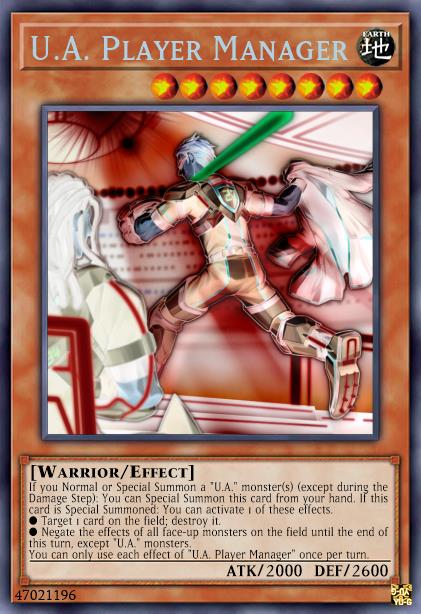 U.A. Player Manager
EARTH
地
[Warrior/Effect]
If you Normal or Special Summon a "U.A." monster(s) (except during the
Damage Step): You can Special Summon this card from your hand. If this
card is Special Summoned: You can activate 1 of these effects.
● Target 1 card on the field; destroy it.
● Negate the effects of all face-up monsters on the field until the end of
this turn, except "U.A." monsters.
You can only use each effect of "U.A. Player Manager" once per turn.
ATK/2000 DEF/2600
47021196